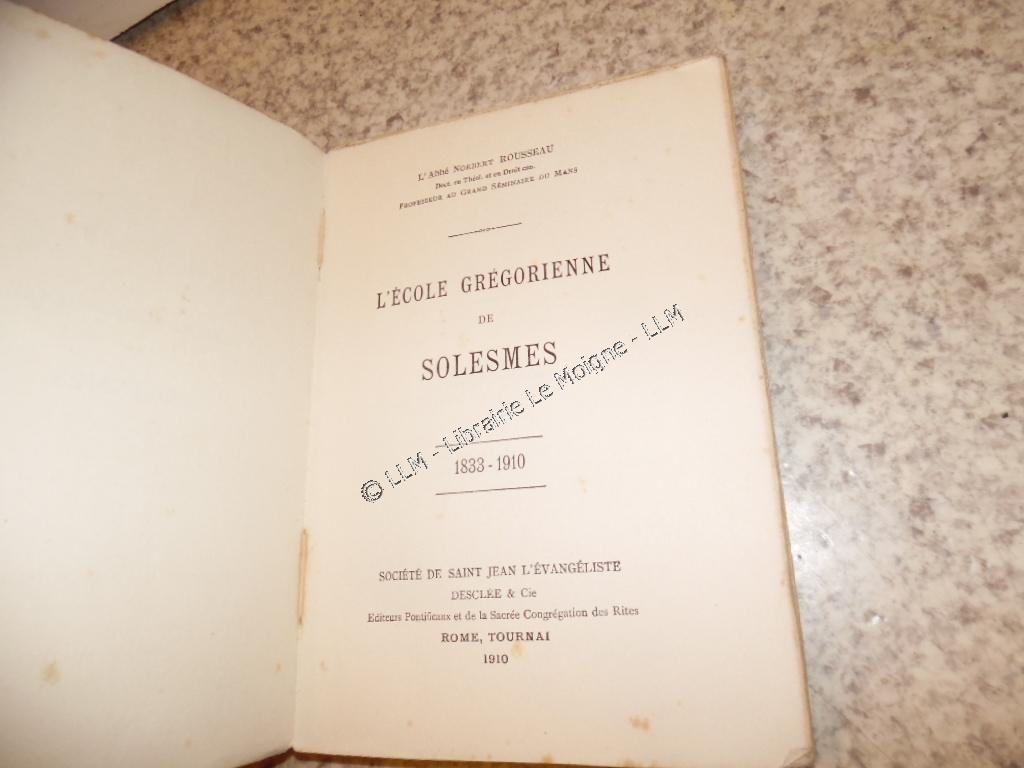 L'Abbé NORBERT ROUSSEAU
Doct. en Théol. et en Droit can.
PROFESSEUR AU GRAND SÉMINAIRE DU MANS
L'ÉCOLE GRÉGORIENNE
DE
SOLESMES
© LLM - Librairie Le Moigne - LLM
1833-1910
SOCIÉTÉ DE SAINT JEAN L'ÉVANGÉLISTE
DESCLÉE & Cie
Editeurs Pontificaux et de la Sacrée Congrégation des Rites
ROME, TOURNAI
1910